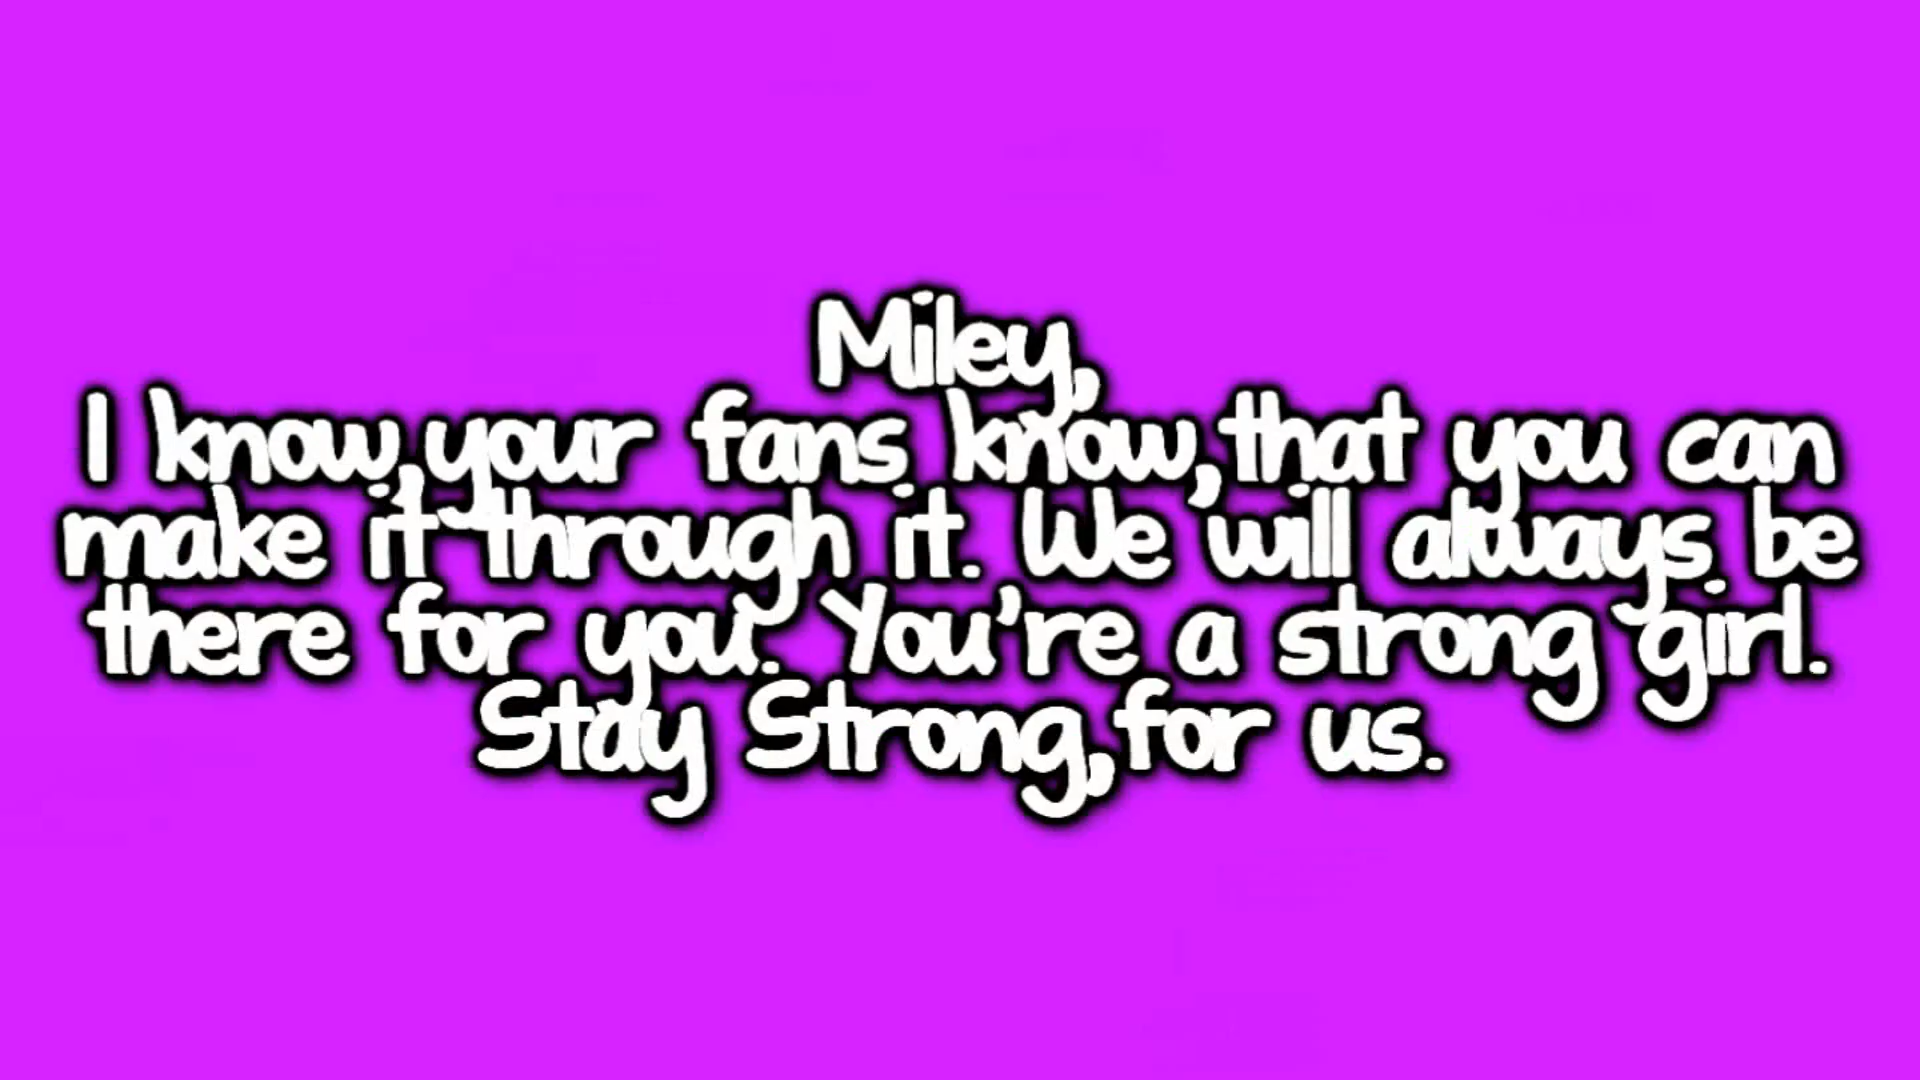 Miley,
I know,your fans know,that you can
make it through it. We will always be
there for you. You're a strong girl.
Stay Strong,for us.